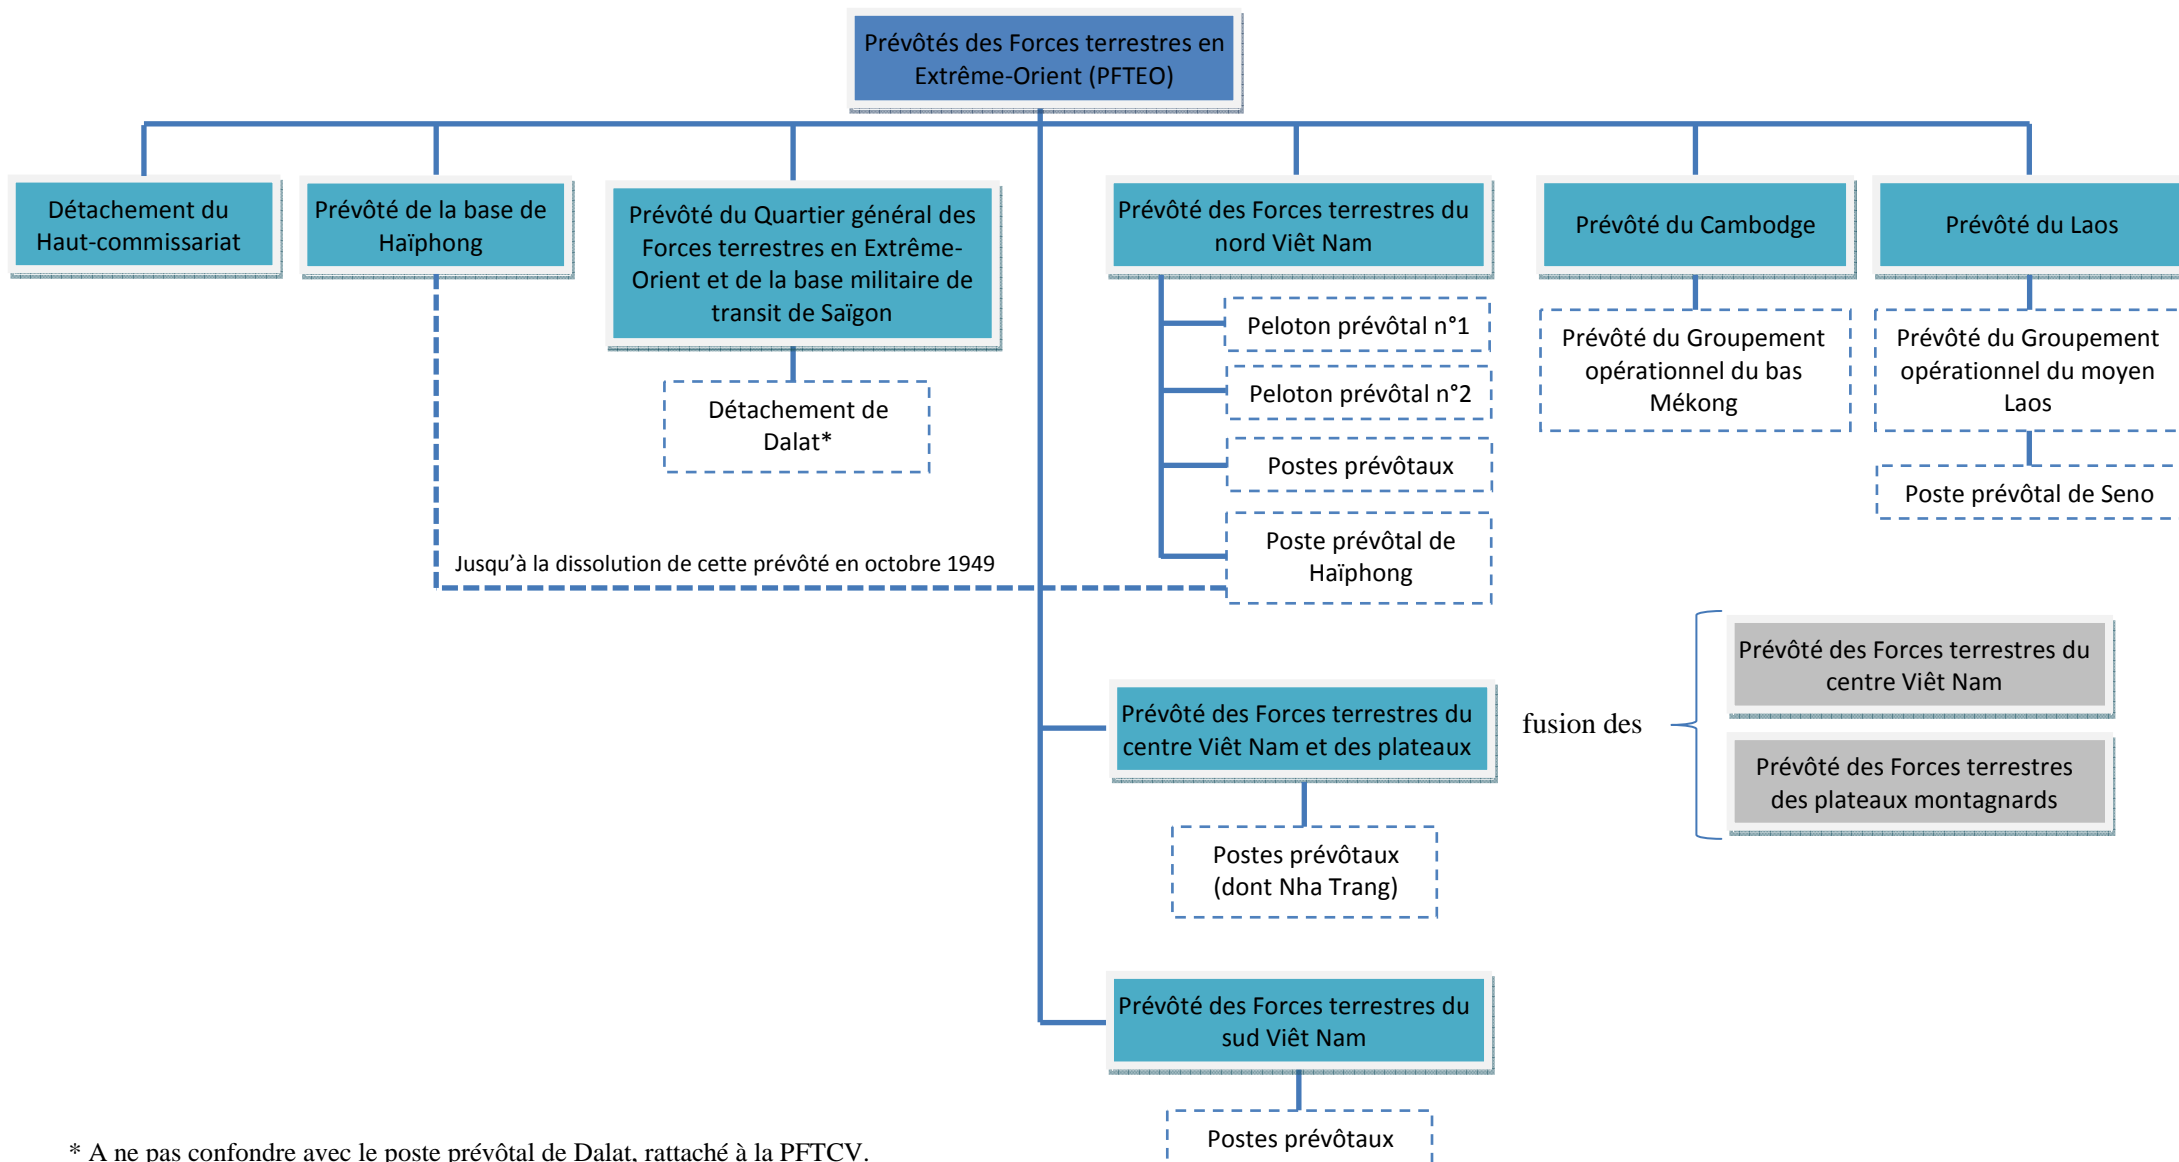 Prévôtés des Forces terrestres en
Extrême-Orient (PFTEO)
Détachement du
Haut-commissariat
Prévôté de la base de
Haïphong
Prévôté du Quartier général des
Forces terrestres en Extrême-
Orient et de la base militaire de
transit de Saïgon
Détachement de
Dalat*
Prévôté des Forces terrestres du
nord Viêt Nam
Peloton prévôtal n°1
Peloton prévôtal n°2
Postes prévôtaux
Poste prévôtal de
Haïphong
Jusqu’à la dissolution de cette prévôté en octobre 1949
Prévôté du Cambodge
Prévôté du Groupement
opérationnel du bas
Mékong
Prévôté du Laos
Prévôté du Groupement
opérationnel du moyen
Laos
Poste prévôtal de Seno
Prévôté des Forces terrestres du
centre Viêt Nam et des plateaux
fusion des
Prévôté des Forces terrestres du
centre Viêt Nam
Prévôté des Forces terrestres
des plateaux montagnards
Postes prévôtaux
(dont Nha Trang)
Prévôté des Forces terrestres du
sud Viêt Nam
Postes prévôtaux
* A ne pas confondre avec le poste prévôtal de Dalat, rattaché à la PFTCV.